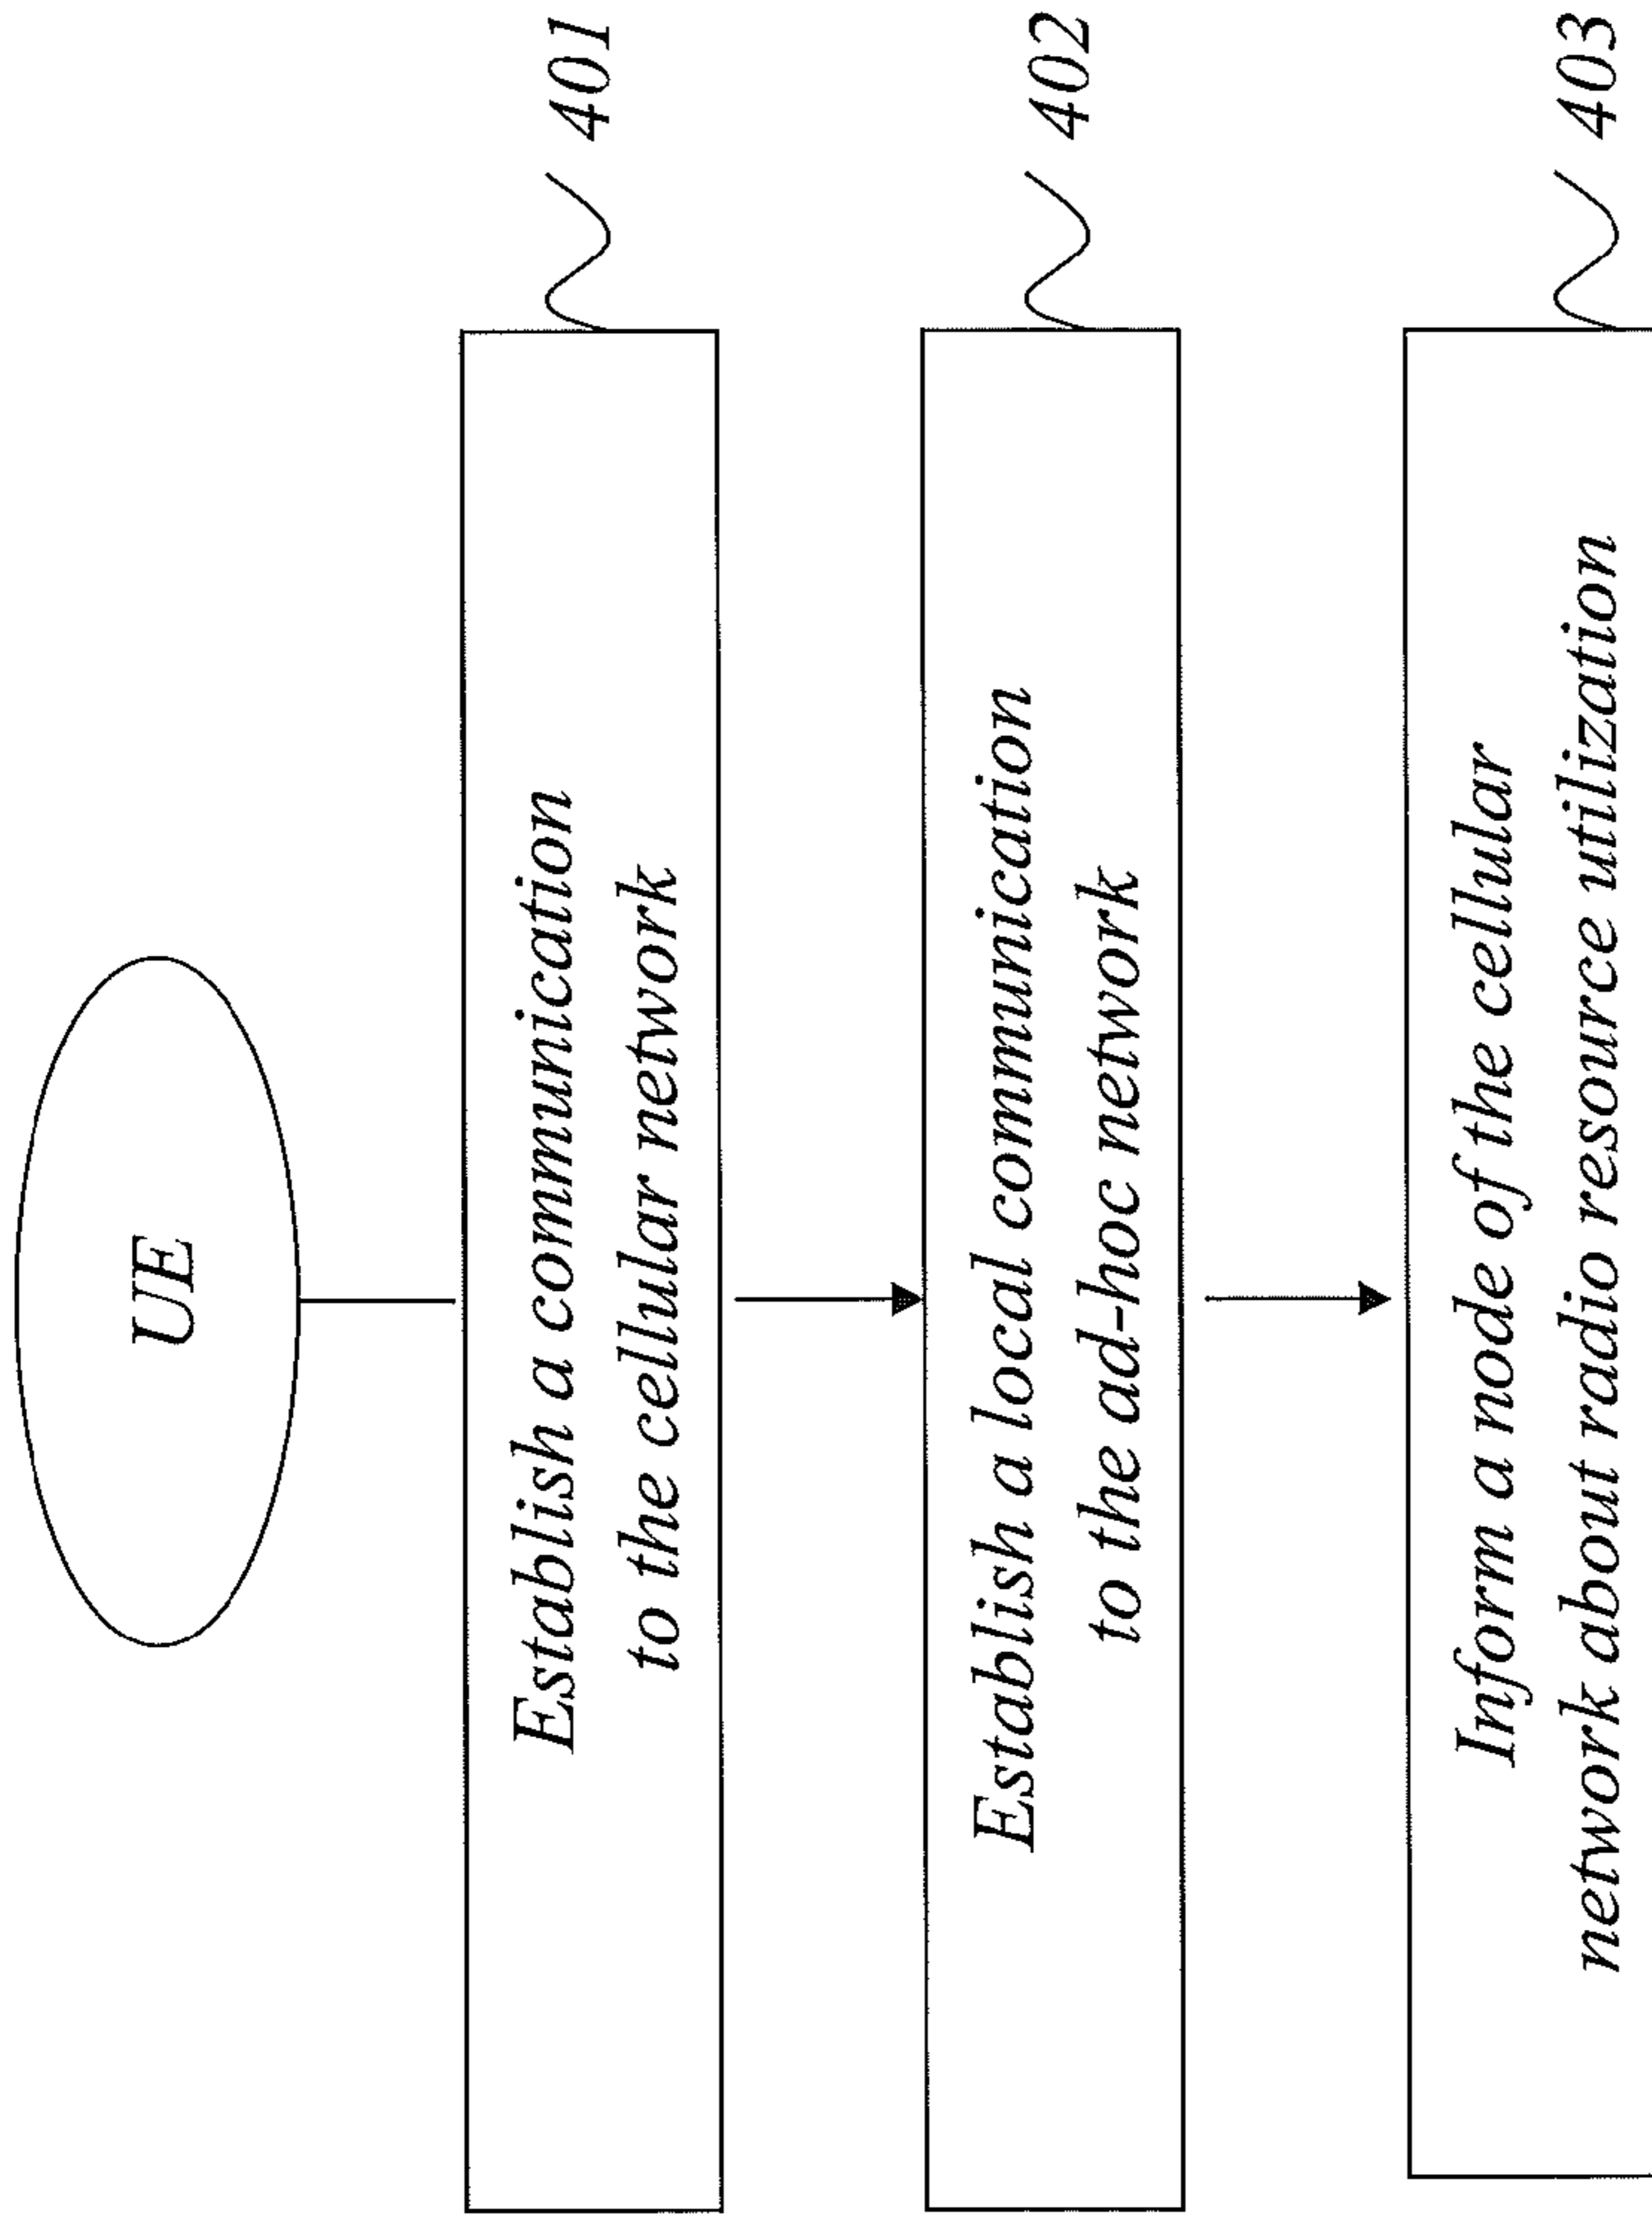 UE
Establish a communication
to the cellular network
401
Establish a local communication
to the ad-hoc network
402
Inform a node of the cellular
network about radio resource utilization
403